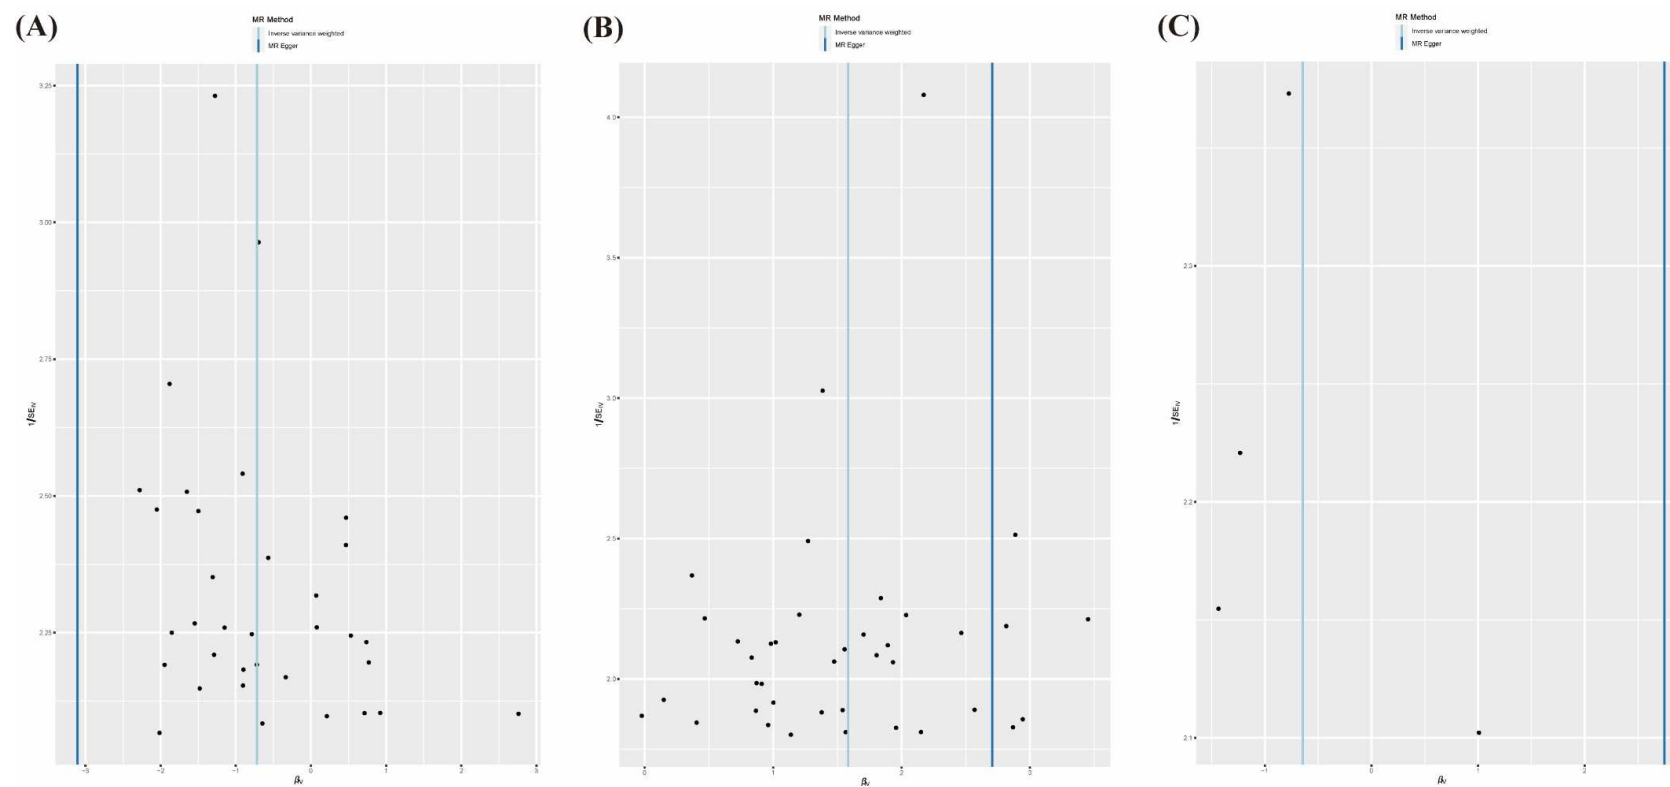 (A)
MR Method
Inverse variance weighted
MR Egger
3.25
3.00
2.75
2.50
2.25
1/SE_IV
−3
−2
−1
0
1
2
3
β_IV
(B)
MR Method
Inverse variance weighted
MR Egger
4.0
3.5
3.0
2.5
2.0
1/SE_IV
0
1
2
3
β_IV
(C)
MR Method
Inverse variance weighted
MR Egger
2.3
2.2
2.1
1/SE_IV
−1
0
1
2
β_IV